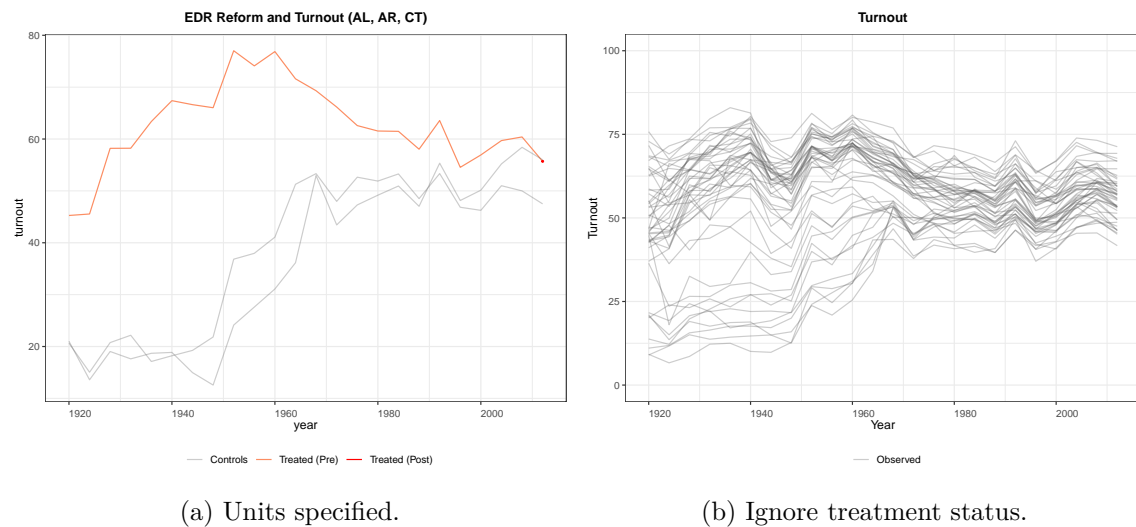 EDR Reform and Turnout (AL, AR, CT)
80
60
40
20
turnout
1920 1940 1960 1980 2000
year
Controls Treated (Pre) Treated (Post)
(a) Units specified.
Turnout
100
75
50
25
0
Turnout
1920 1940 1960 1980 2000
Year
Observed
(b) Ignore treatment status.